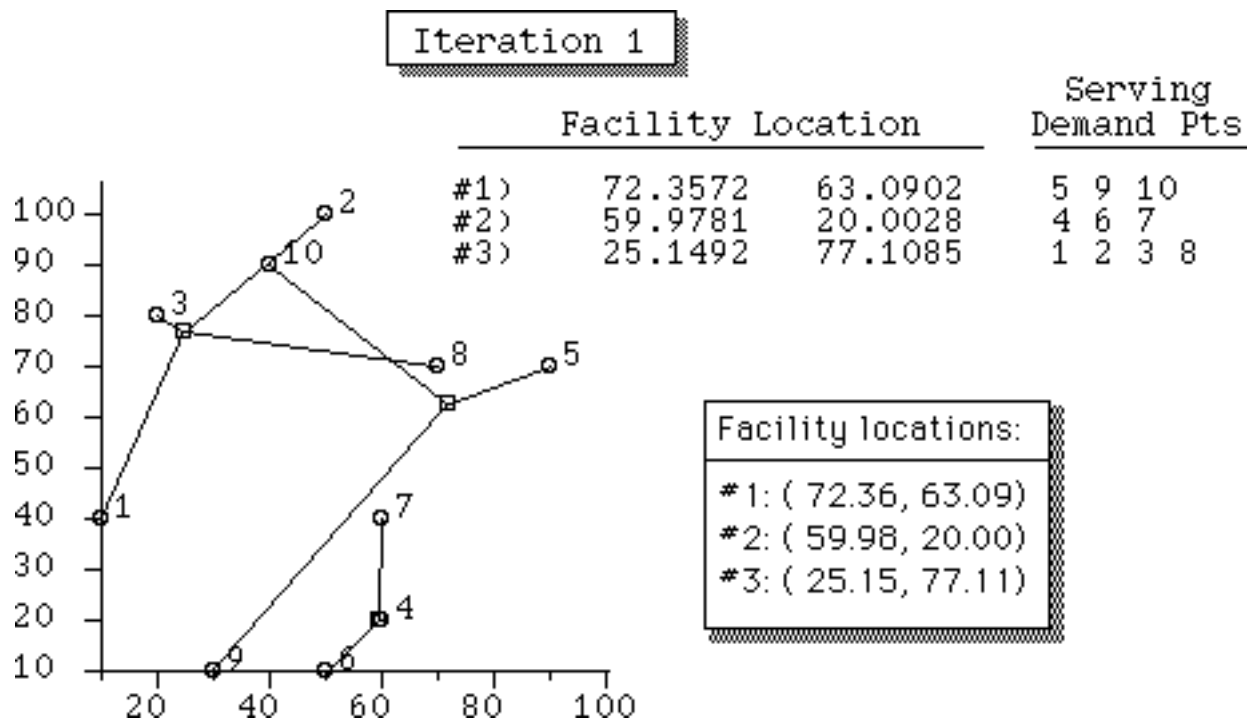 Iteration 1
Serving
Facility Location Demand Pts
#1) 72.3572 63.0902 5 9 10
#2) 59.9781 20.0028 4 6 7
#3) 25.1492 77.1085 1 2 3 8
100
90
80
70
60
50
40
30
20
10
20 40 60 80 100
2
10
3
8
5
1
7
4
9
6
Facility locations:
#1: ( 72.36, 63.09)
#2: ( 59.98, 20.00)
#3: ( 25.15, 77.11)